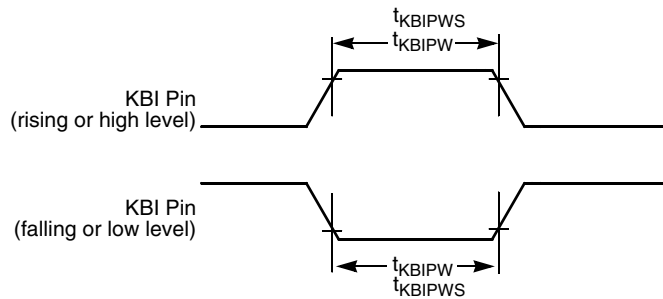 tKBIPWS
tKBIPW
KBI Pin
(rising or high level)
KBI Pin
(falling or low level)
tKBIPW
tKBIPWS